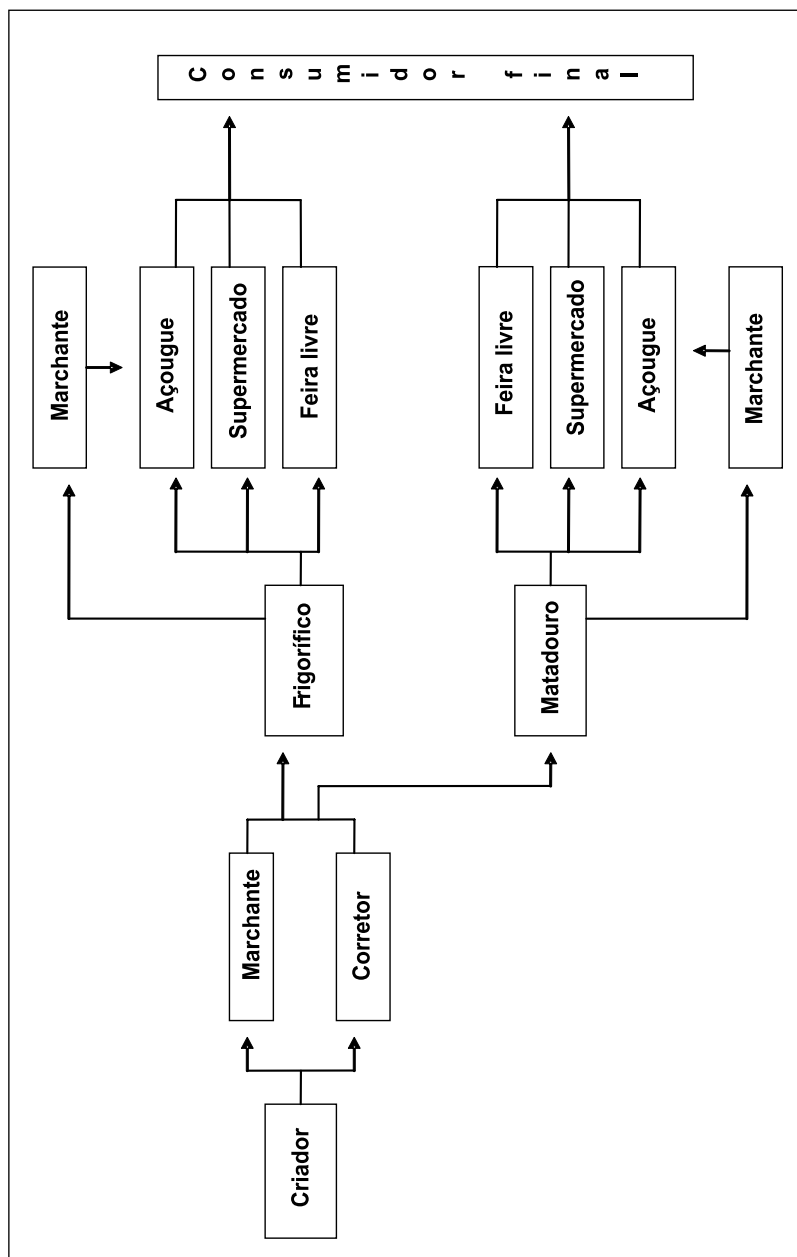 Criador
Marchante
Corretor
Frigorífico
Matadouro
Marchante
Açougue
Supermercado
Feira livre
Feira livre
Supermercado
Açougue
Marchante
Consumidor final